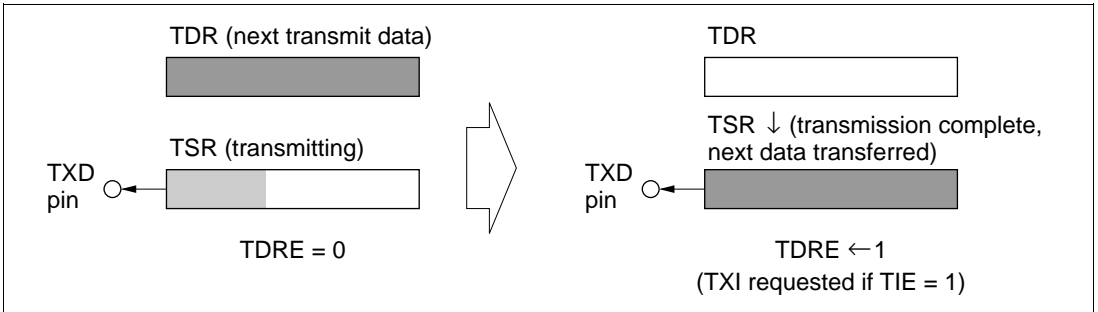 TDR (next transmit data)
TSR (transmitting)
TXD
pin
TDRE = 0
TDR
TSR ↓ (transmission complete,
next data transferred)
TXD
pin
TDRE ←1
(TXI requested if TIE = 1)